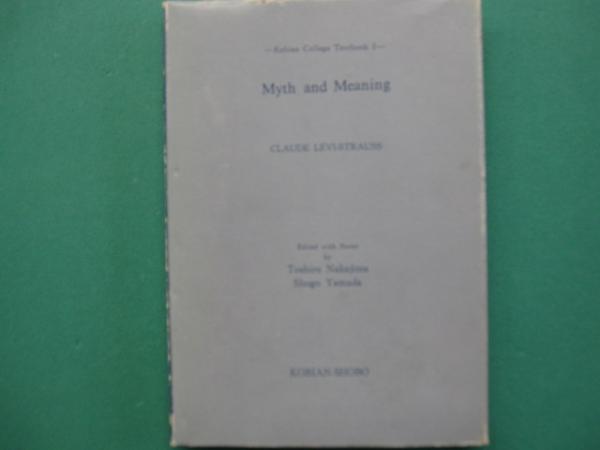 —Kobian College Textbook 1—
Myth and Meaning
CLAUDE LEVI-STRAUSS
Edited with Notes
by
Toshiro Nakajima
Shogo Yamada
KOBIAN-SHOBO